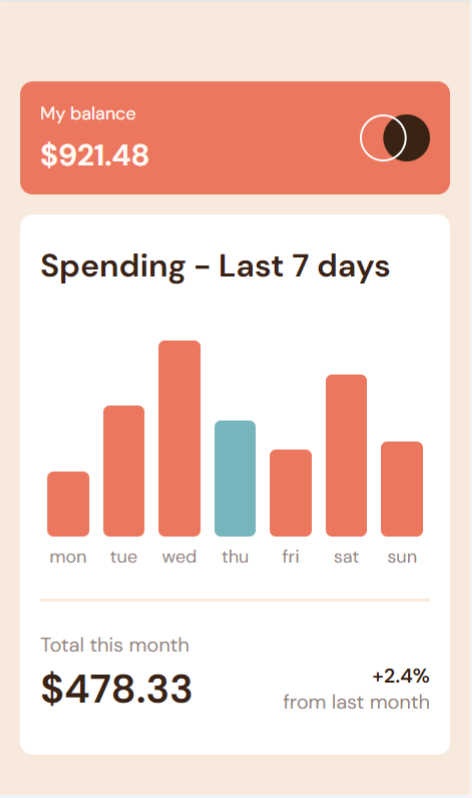 My balance
$921.48
Spending - Last 7 days
mon tue wed thu fri sat sun
Total this month
$478.33
+2.4%
from last month